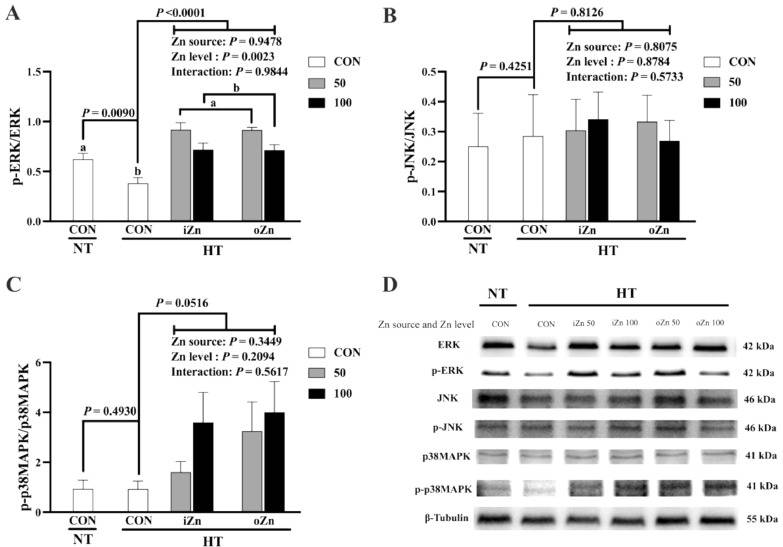 A
P <0.0001
Zn source: P = 0.9478
Zn level : P = 0.0023
Interaction: P = 0.9844
CON
50
100
P = 0.0090
a
b
a
b
p-ERK/ERK
1.5
1.0
0.5
0.0
CON
CON
iZn
oZn
NT
HT
B
P = 0.8126
Zn source: P = 0.8075
Zn level : P = 0.8784
Interaction: P = 0.5733
CON
50
100
P = 0.4251
p-JNK/JNK
0.5
0.4
0.3
0.2
0.1
0.0
CON
CON
iZn
oZn
NT
HT
C
P = 0.0516
Zn source: P = 0.3449
Zn level : P = 0.2094
Interaction: P = 0.5617
CON
50
100
P = 0.4930
p-p38MAPK/p38MAPK
6
4
2
0
CON
CON
iZn
oZn
NT
HT
D
NT
HT
Zn source and Zn level
CON
CON
iZn 50
iZn 100
oZn 50
oZn 100
ERK
42 kDa
p-ERK
42 kDa
JNK
46 kDa
p-JNK
46 kDa
p38MAPK
41 kDa
p-p38MAPK
41 kDa
β-Tubulin
55 kDa